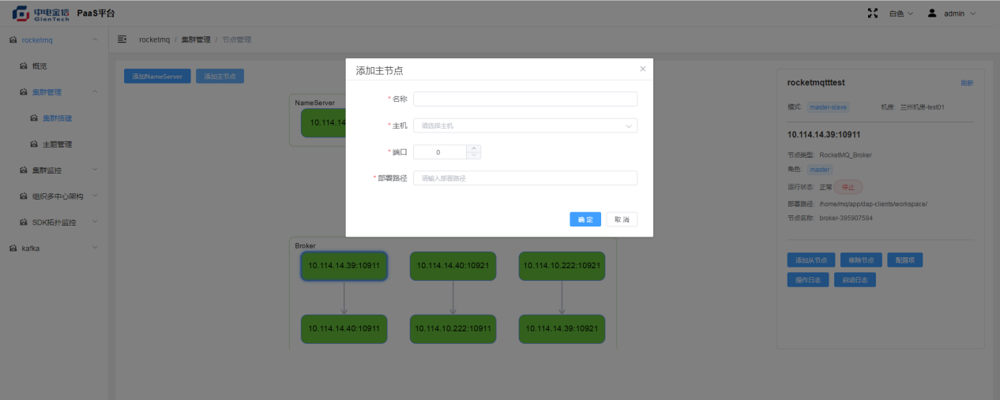 中电金信
GienTech
PaaS平台
白色
admin
rocketmq
概览
集群管理
集群搭建
主题管理
集群监控
组织多中心架构
SDK拓扑监控
kafka
rocketmq / 集群管理 / 节点管理
添加NameServer
添加主节点
NameServer
10.114.14
添加主节点
* 名称
* 主机
请选择主机
* 端口
0
* 部署路径
请输入部署路径
确 定
取 消
Broker
10.114.14.39:10911
10.114.14.40:10921
10.114.10.222:10921
10.114.14.40:10911
10.114.10.222:10911
10.114.14.39:10921
rocketmqtttest
刷新
模式: master-slave
机房: 兰州机房-test01
10.114.14.39:10911
节点类型: RocketMQ_Broker
角色: master
运行状态: 正常 停止
部署路径: /home/mq/app/dap-clients/workspace/
节点名称: broker-395907584
添加从节点
移除节点
配置项
操作日志
启动日志